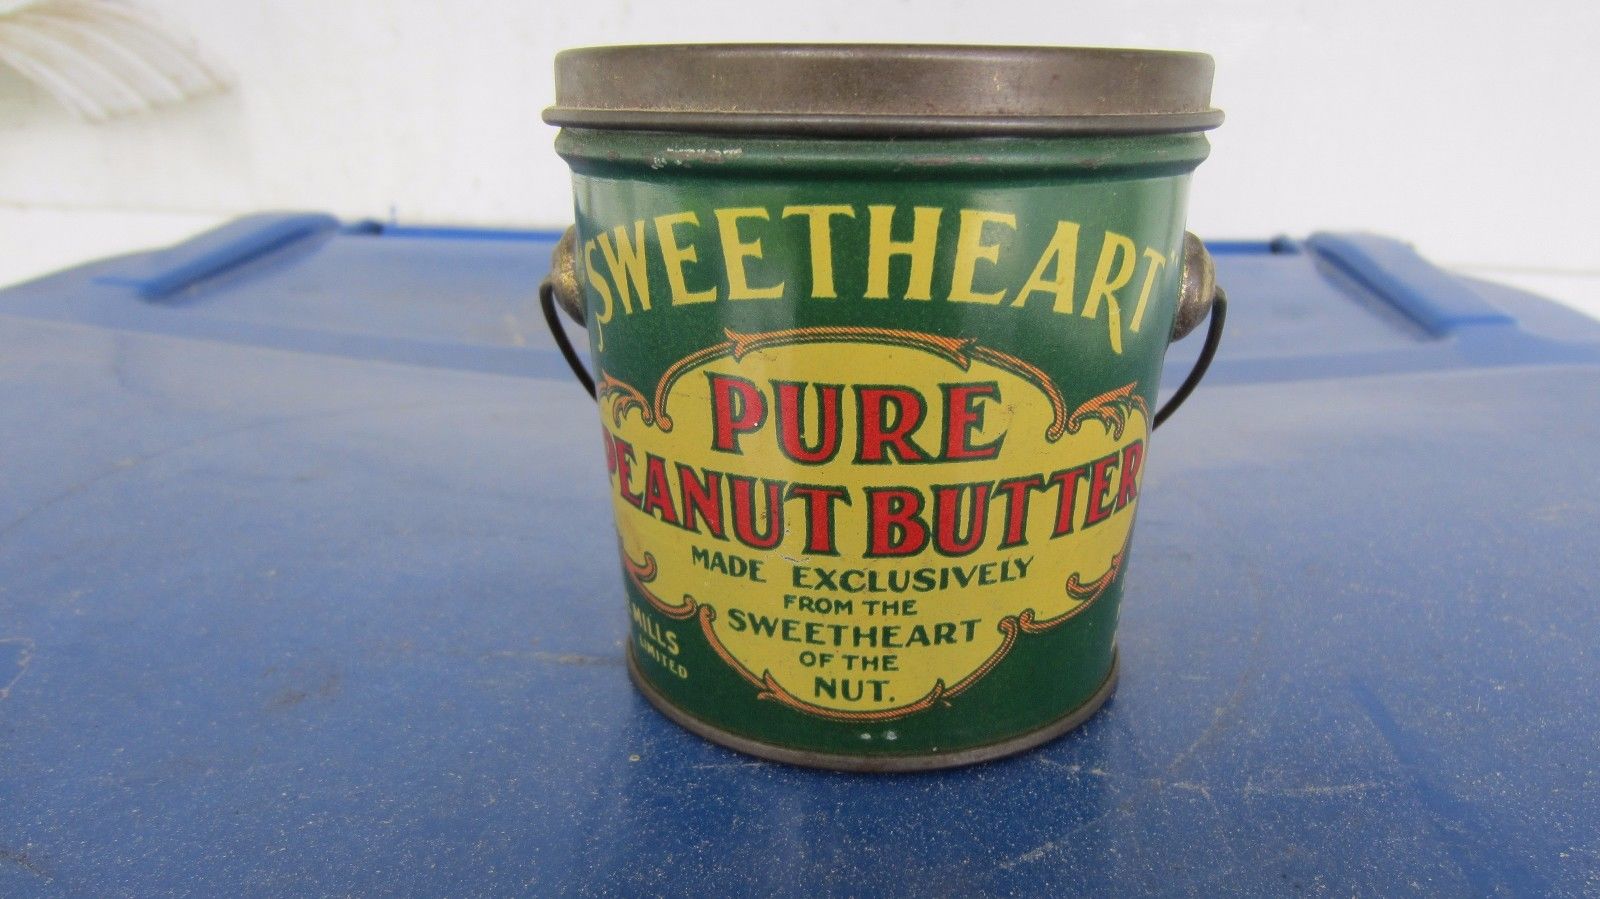 "SWEETHEART"
PURE
PEANUT BUTTER
MADE EXCLUSIVELY
FROM THE
SWEETHEART
OF THE
NUT.
MILLS
LIMITED